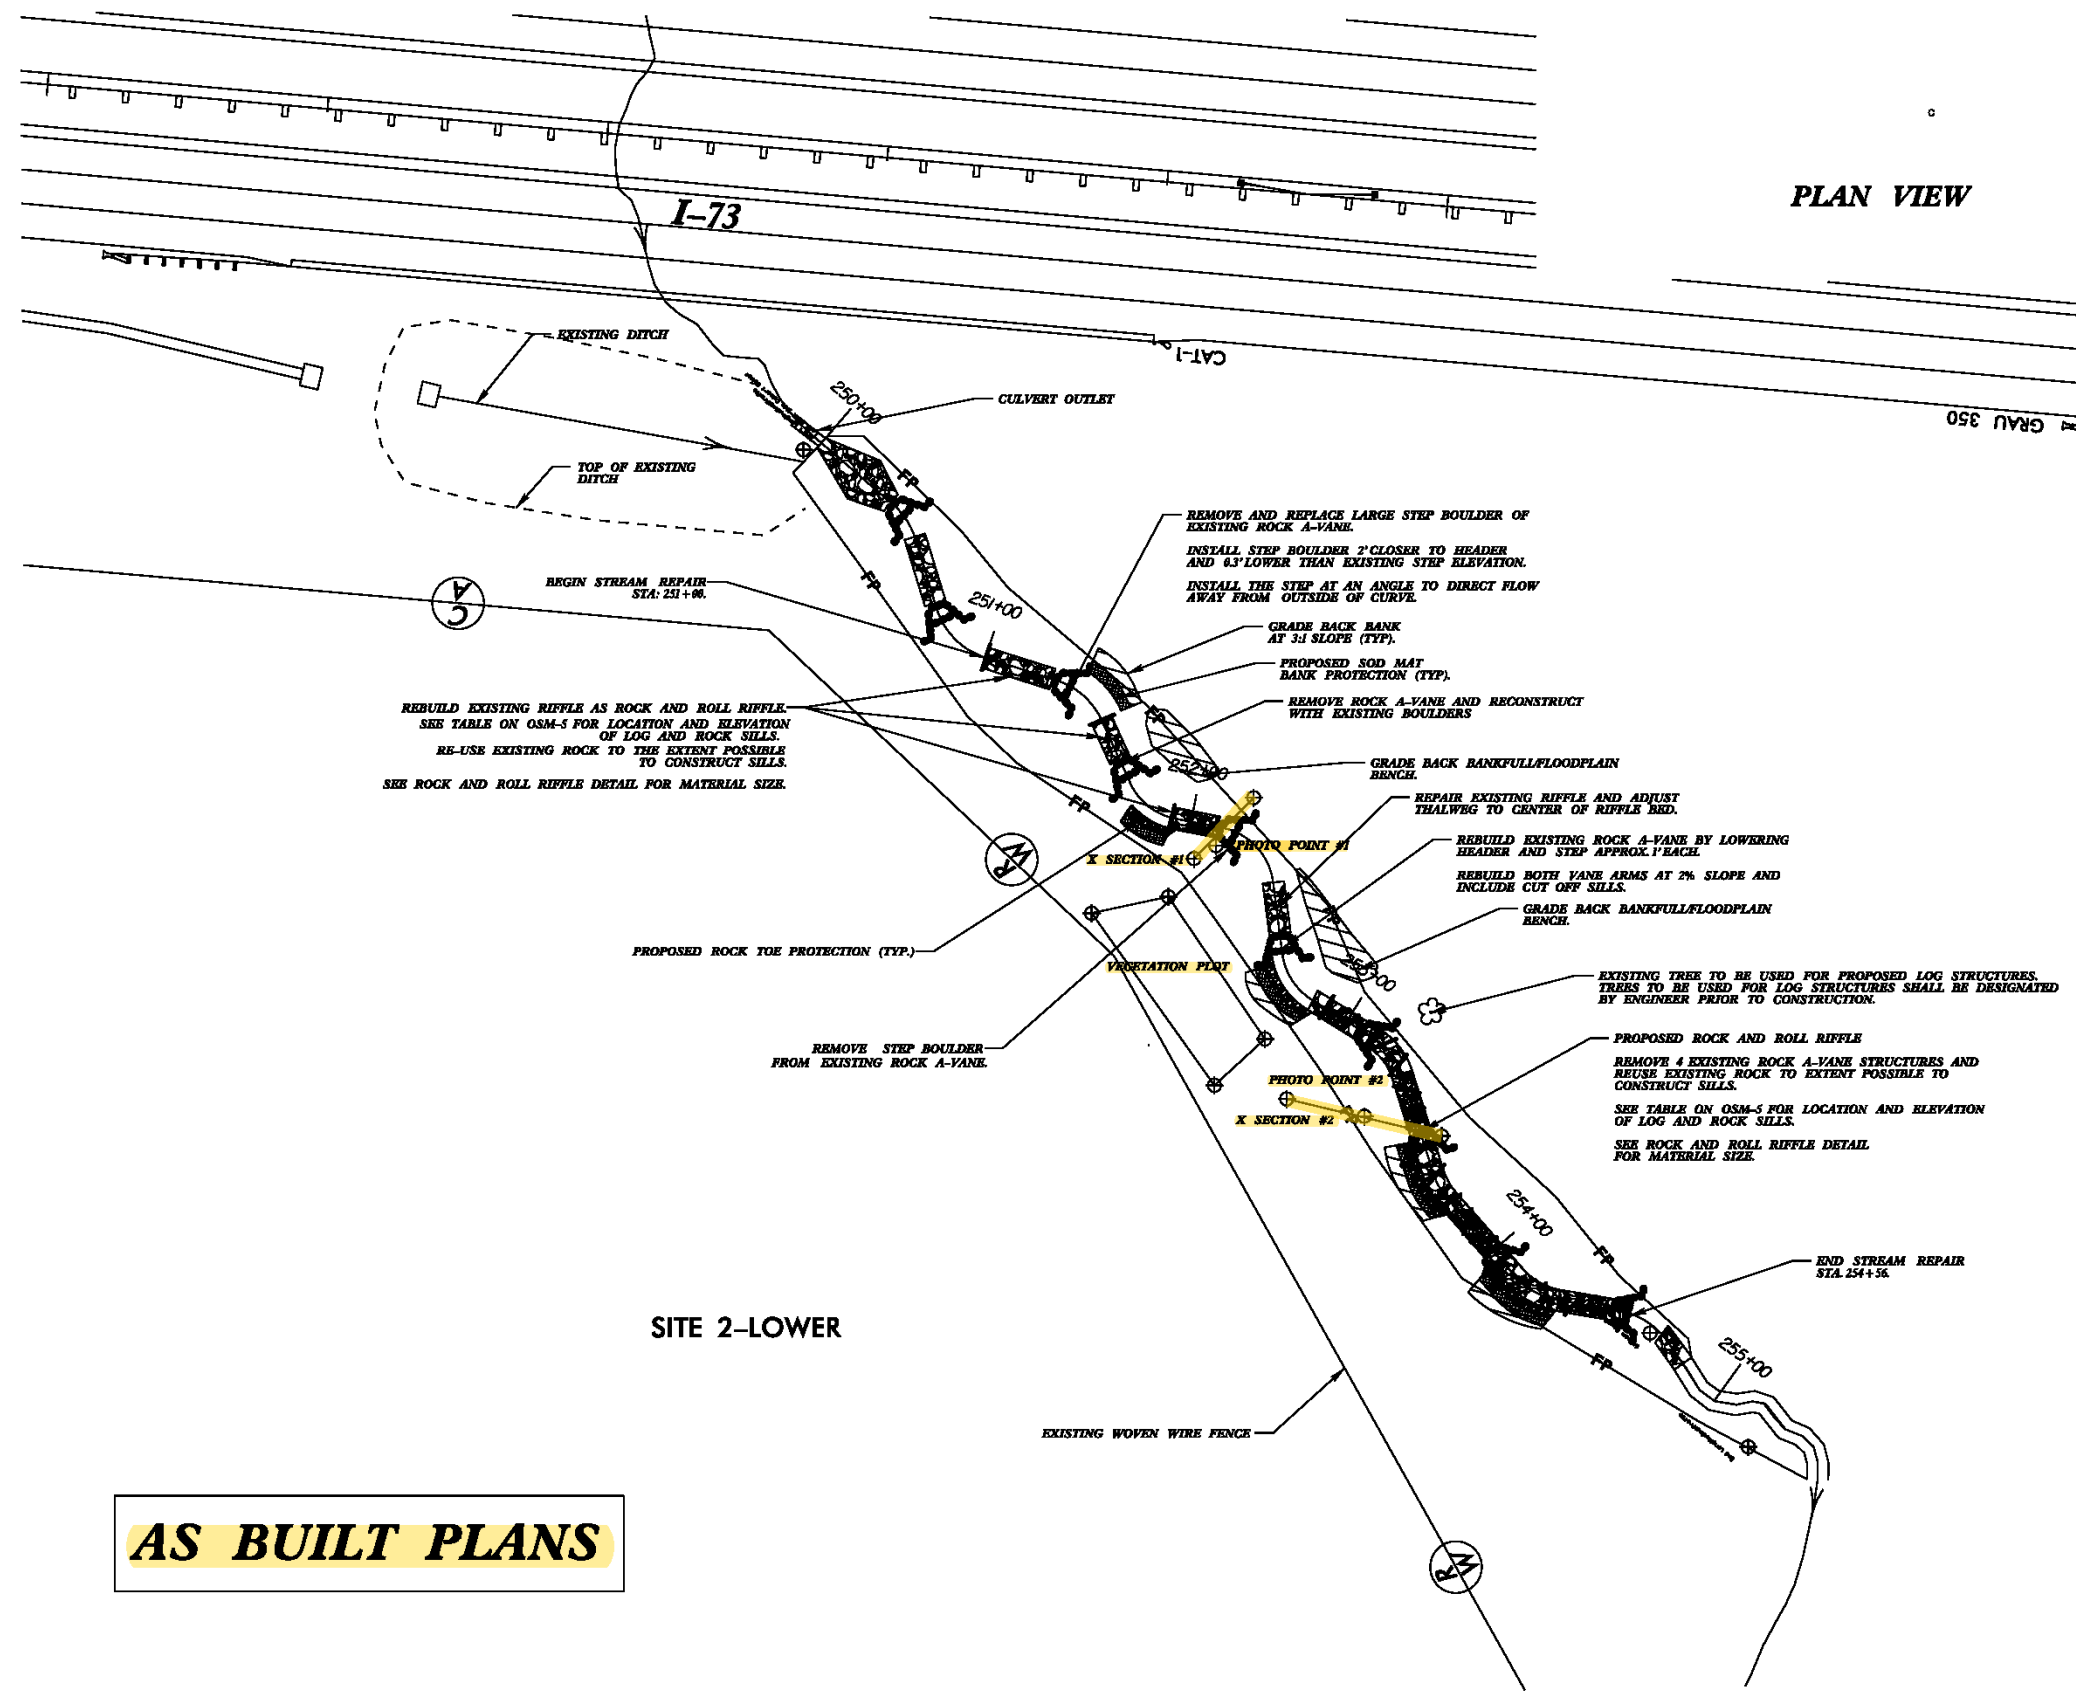 PLAN VIEW
I-73
CAT-1
GRAU 350
EXISTING DITCH
CULVERT OUTLET
250+00
TOP OF EXISTING
DITCH
FP
REMOVE AND REPLACE LARGE STEP BOULDER OF
EXISTING ROCK A-VANE.
INSTALL STEP BOULDER 2' CLOSER TO HEADER
AND 0.3' LOWER THAN EXISTING STEP ELEVATION.
INSTALL THE STEP AT AN ANGLE TO DIRECT FLOW
AWAY FROM OUTSIDE OF CURVE.
FP
BEGIN STREAM REPAIR
STA: 251+00.
C
A
251+00
GRADE BACK BANK
AT 3:1 SLOPE (TYP).
PROPOSED SOD MAT
BANK PROTECTION (TYP).
REMOVE ROCK A-VANE AND RECONSTRUCT
WITH EXISTING BOULDERS
REBUILD EXISTING RIFFLE AS ROCK AND ROLL RIFFLE.
SEE TABLE ON OSM-5 FOR LOCATION AND ELEVATION
OF LOG AND ROCK SILLS.
RE-USE EXISTING ROCK TO THE EXTENT POSSIBLE
TO CONSTRUCT SILLS.
SEE ROCK AND ROLL RIFFLE DETAIL FOR MATERIAL SIZE.
FP
252+00
GRADE BACK BANKFULL/FLOODPLAIN
BENCH.
FP
REPAIR EXISTING RIFFLE AND ADJUST
THALWEG TO CENTER OF RIFFLE BED.
REBUILD EXISTING ROCK A-VANE BY LOWERING
HEADER AND STEP APPROX. 1' EACH.
REBUILD BOTH VANE ARMS AT 2% SLOPE AND
INCLUDE CUT OFF SILLS.
PHOTO POINT #1
X SECTION #1
R
W
GRADE BACK BANKFULL/FLOODPLAIN
BENCH.
FP
PROPOSED ROCK TOE PROTECTION (TYP.)
VEGETATION PLOT
253+00
EXISTING TREE TO BE USED FOR PROPOSED LOG STRUCTURES.
TREES TO BE USED FOR LOG STRUCTURES SHALL BE DESIGNATED
BY ENGINEER PRIOR TO CONSTRUCTION.
REMOVE STEP BOULDER
FROM EXISTING ROCK A-VANE.
PROPOSED ROCK AND ROLL RIFFLE
REMOVE 4 EXISTING ROCK A-VANE STRUCTURES AND
REUSE EXISTING ROCK TO EXTENT POSSIBLE TO
CONSTRUCT SILLS.
SEE TABLE ON OSM-5 FOR LOCATION AND ELEVATION
OF LOG AND ROCK SILLS.
SEE ROCK AND ROLL RIFFLE DETAIL
FOR MATERIAL SIZE.
PHOTO POINT #2
X SECTION #2
254+00
FP
END STREAM REPAIR
STA. 254+56.
SITE 2-LOWER
255+00
FP
EXISTING WOVEN WIRE FENCE
AS BUILT PLANS
R
W